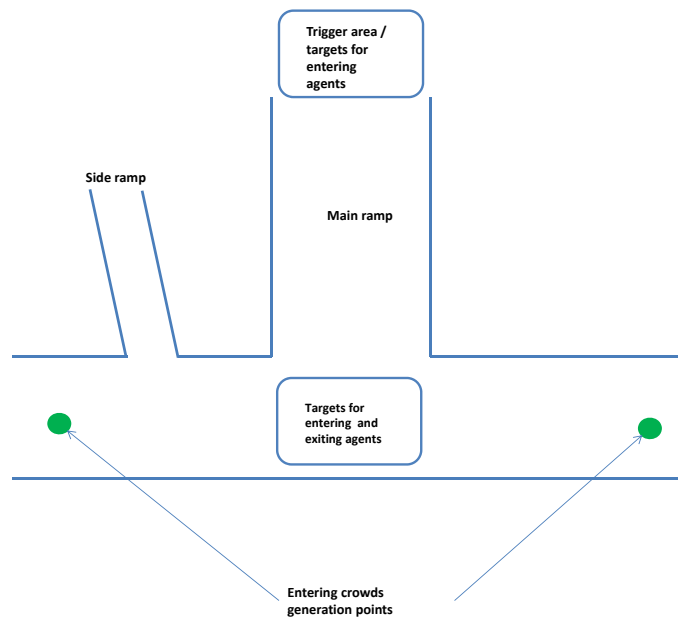 Trigger area /
targets for
entering
agents
Side ramp
Main ramp
Targets for
entering and
exiting agents
Entering crowds
generation points